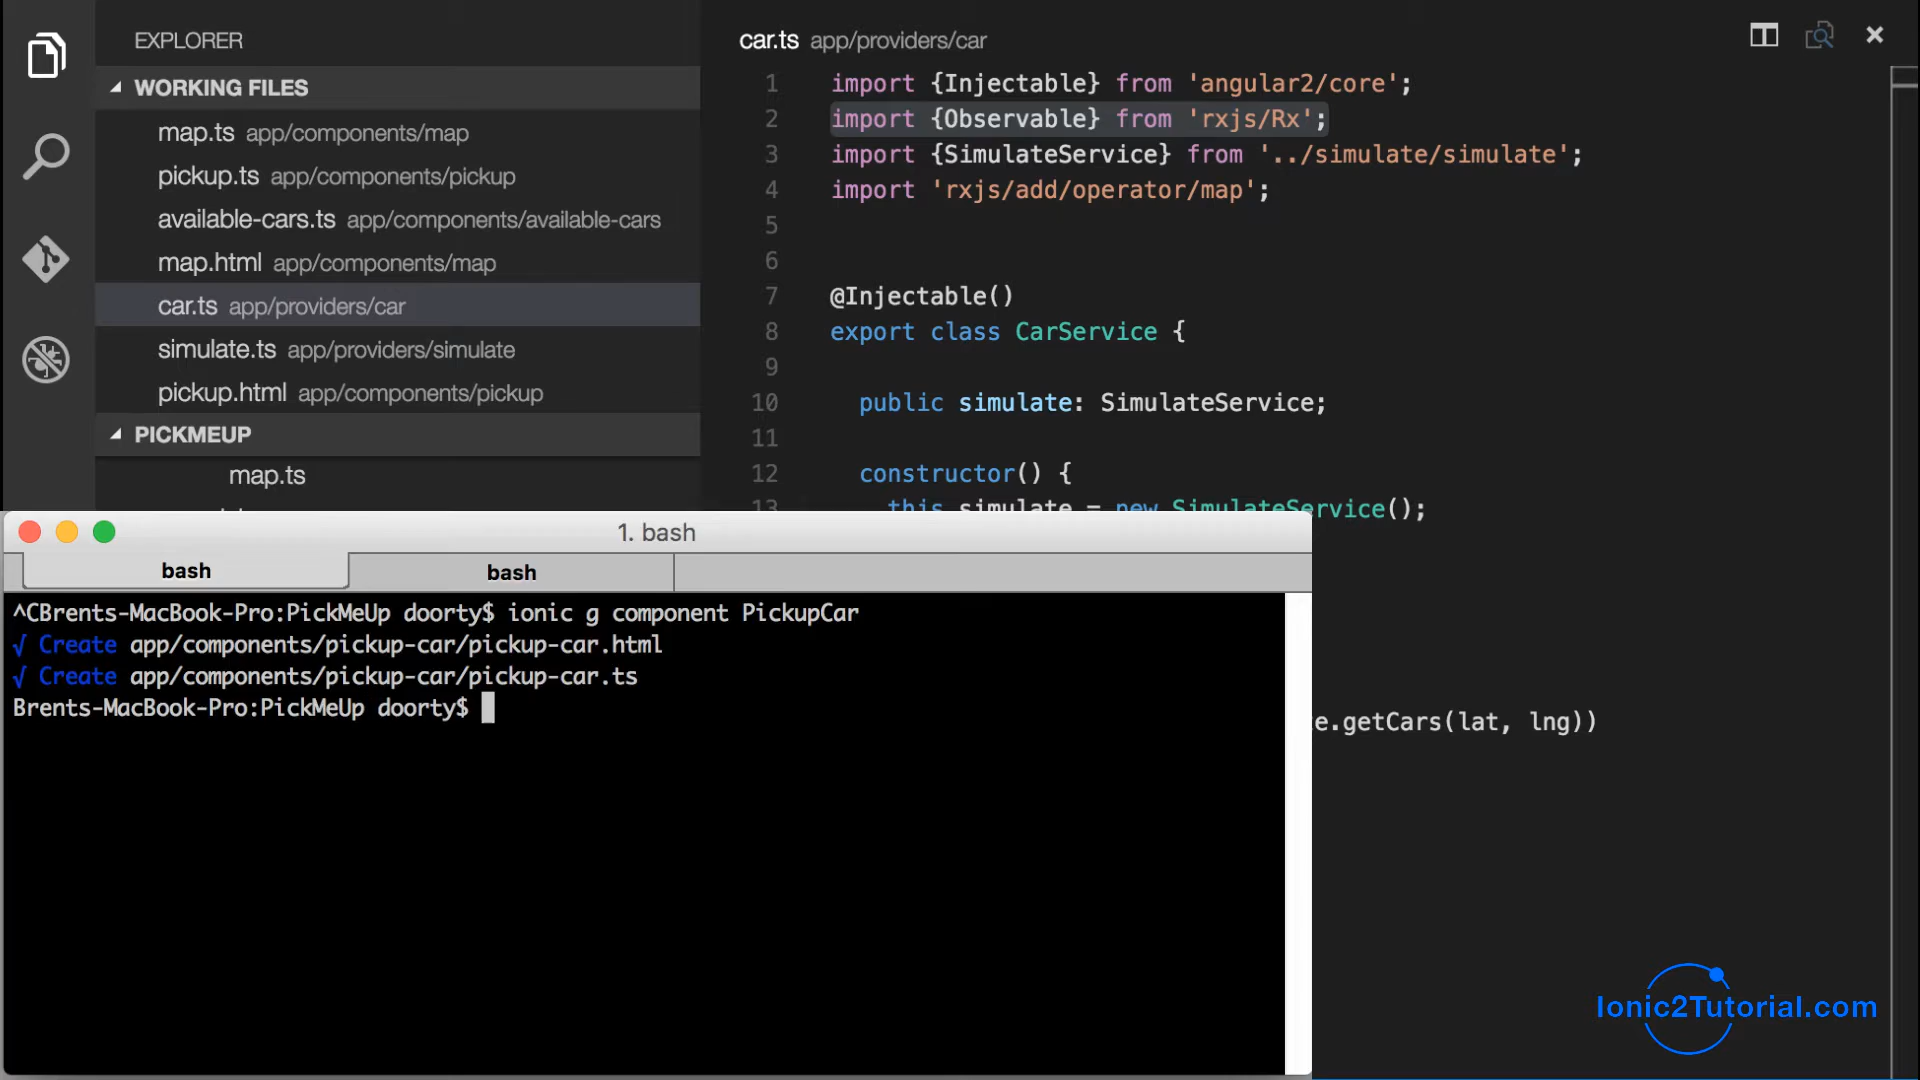 EXPLORER
WORKING FILES
map.ts app/components/map
pickup.ts app/components/pickup
available-cars.ts app/components/available-cars
map.html app/components/map
car.ts app/providers/car
simulate.ts app/providers/simulate
pickup.html app/components/pickup
PICKMEUP
map.ts
car.ts app/providers/car
1 import {Injectable} from 'angular2/core';
2 import {Observable} from 'rxjs/Rx';
3 import {SimulateService} from '../simulate/simulate';
4 import 'rxjs/add/operator/map';
5
6
7 @Injectable()
8 export class CarService {
9
10 public simulate: SimulateService;
11
12 constructor() {
13 this simulate = new SimulateService();
.getCars(lat, lng))
1. bash
bash bash
^CBrents-MacBook-Pro:PickMeUp doorty$ ionic g component PickupCar
√ Create app/components/pickup-car/pickup-car.html
√ Create app/components/pickup-car/pickup-car.ts
Brents-MacBook-Pro:PickMeUp doorty$
Ionic2Tutorial.com